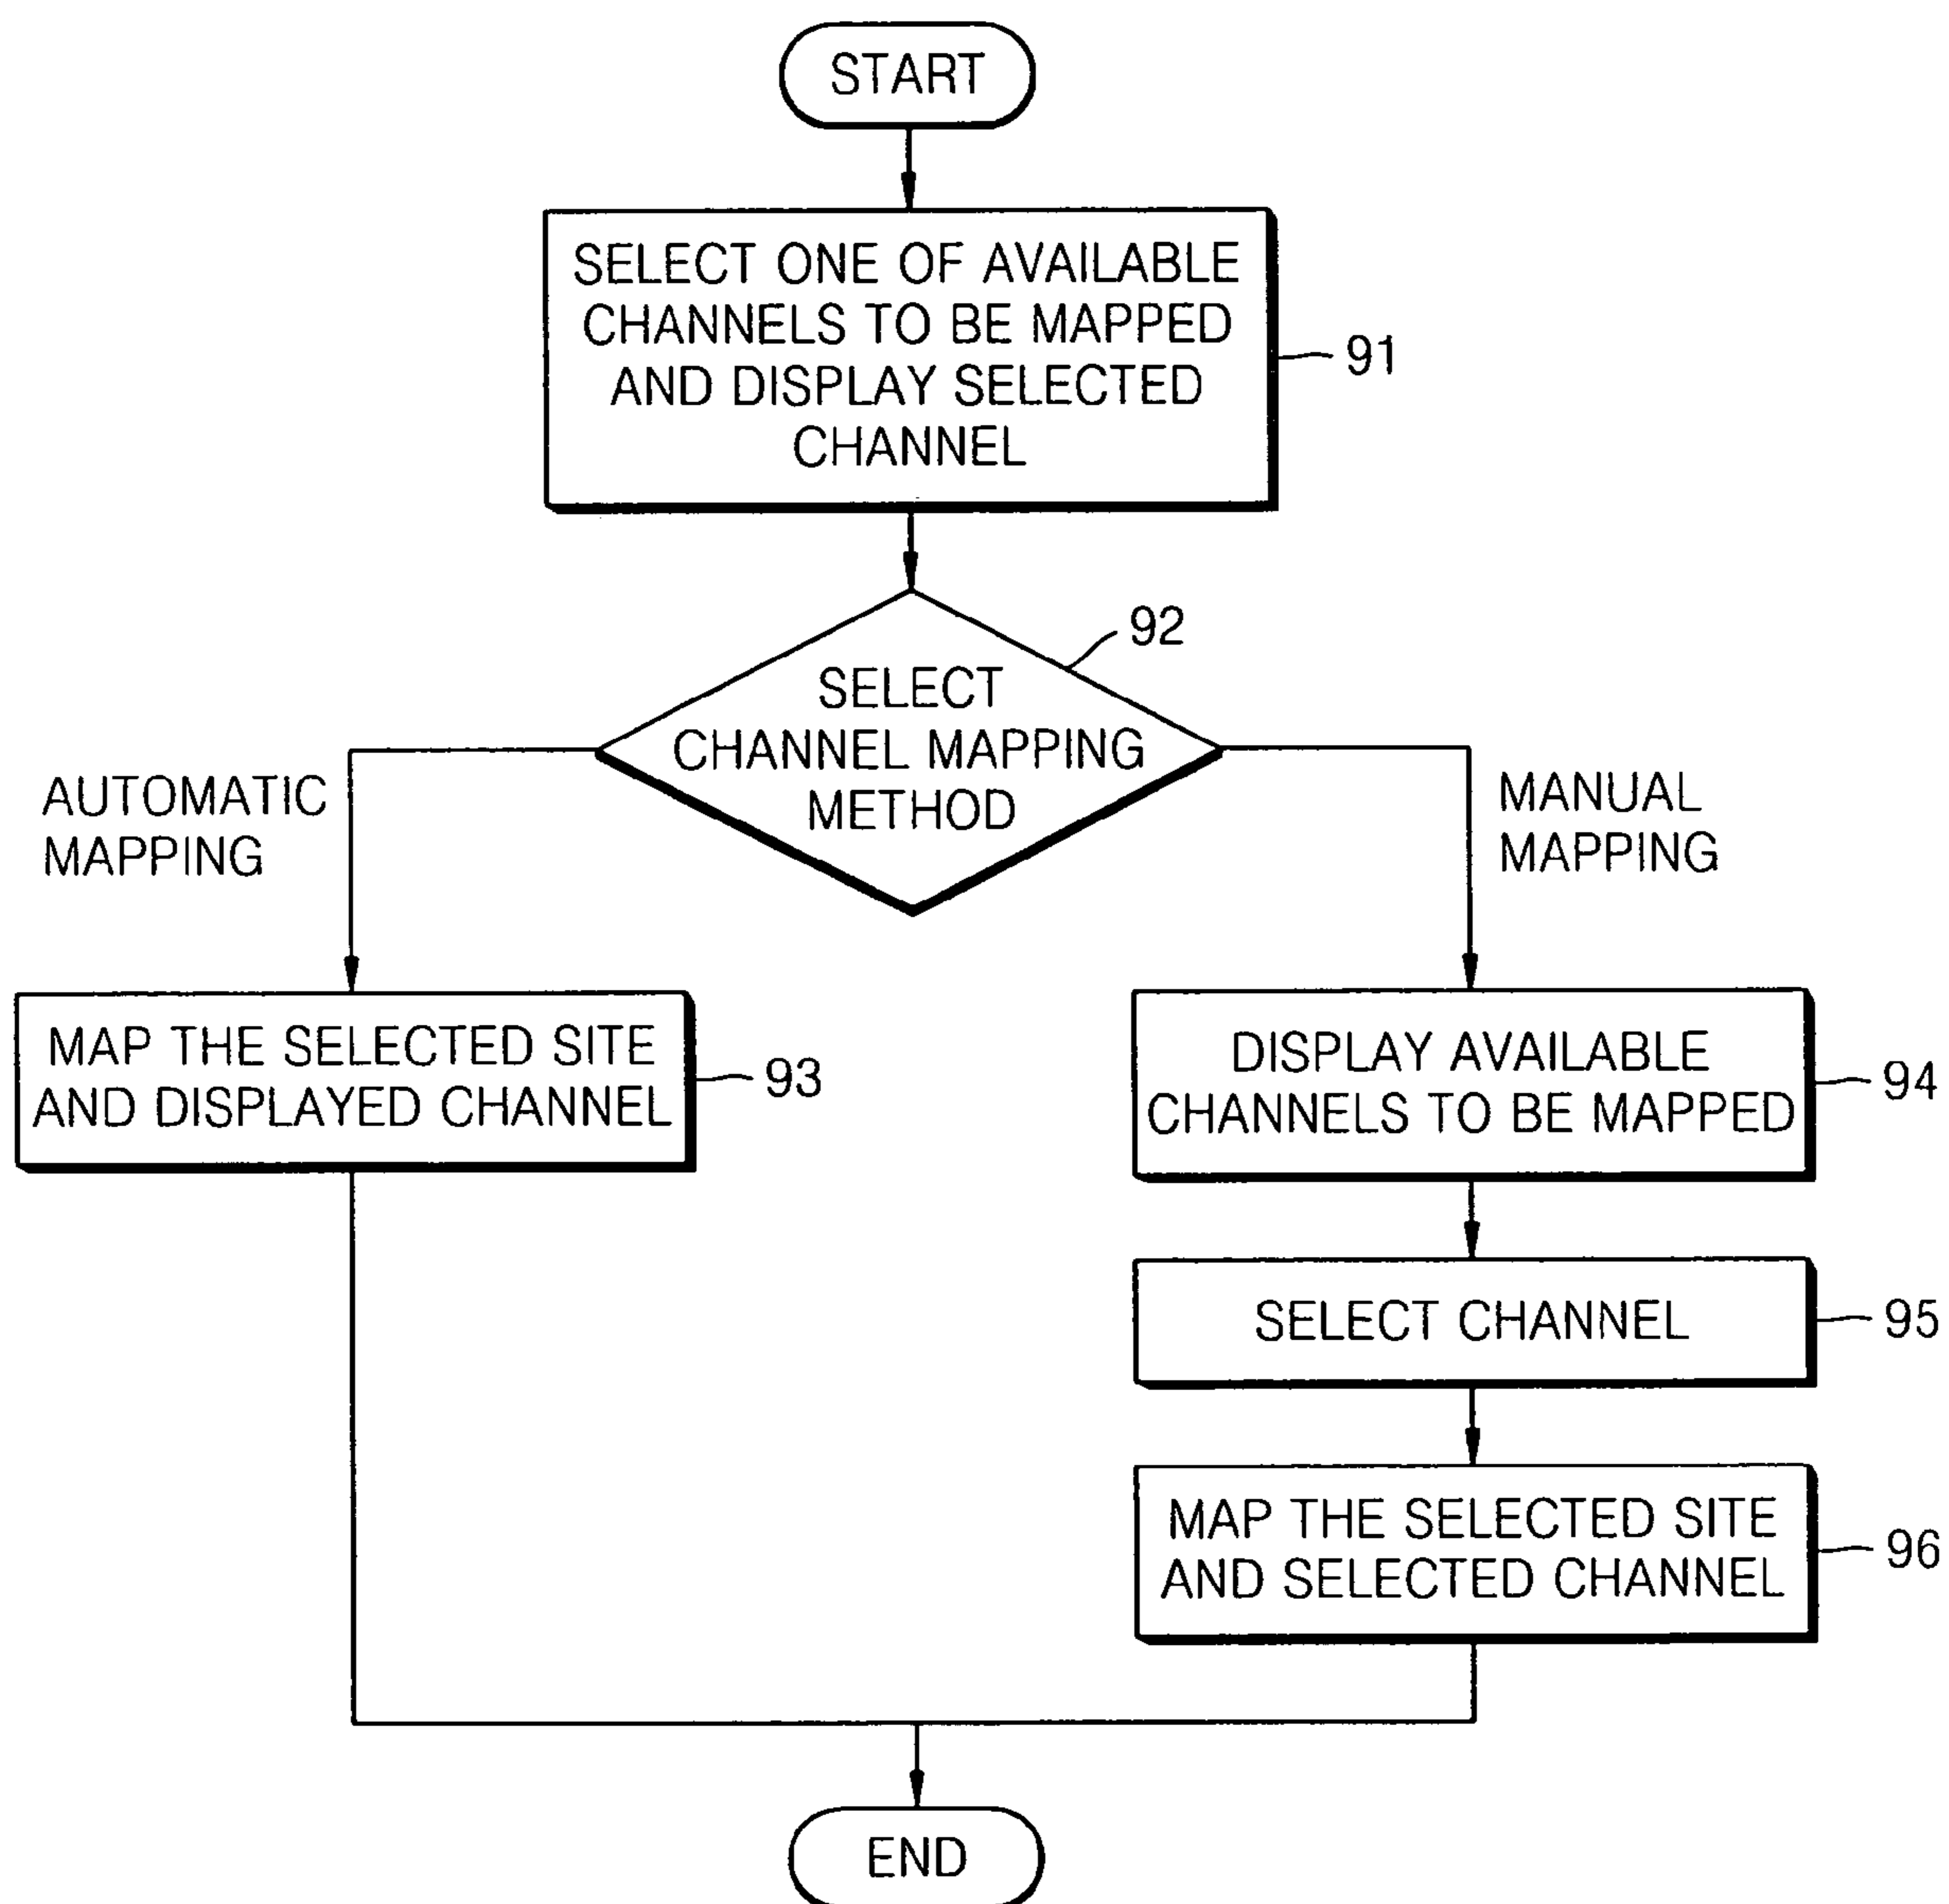 START
SELECT ONE OF AVAILABLE
CHANNELS TO BE MAPPED
AND DISPLAY SELECTED
CHANNEL
91
92
SELECT
CHANNEL MAPPING
METHOD
AUTOMATIC
MAPPING
MANUAL
MAPPING
MAP THE SELECTED SITE
AND DISPLAYED CHANNEL
93
DISPLAY AVAILABLE
CHANNELS TO BE MAPPED
94
SELECT CHANNEL
95
MAP THE SELECTED SITE
AND SELECTED CHANNEL
96
END